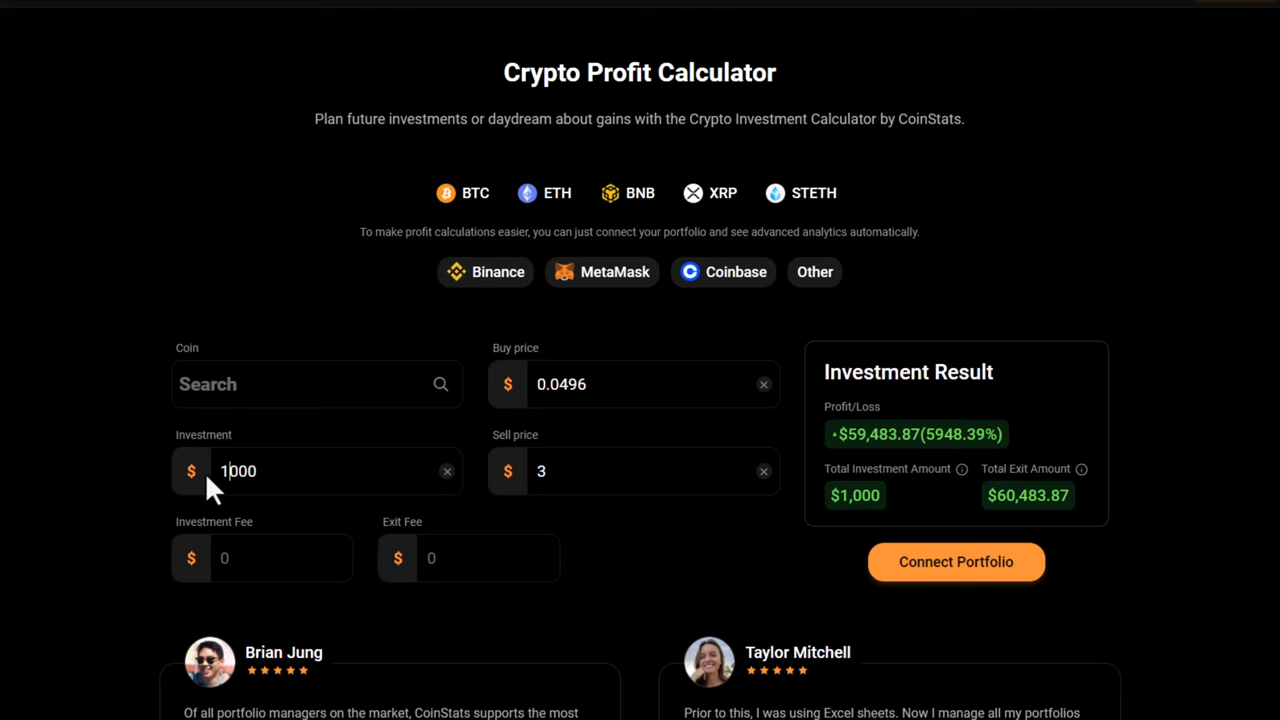 Crypto Profit Calculator
Plan future investments or daydream about gains with the Crypto Investment Calculator by CoinStats.
BTC ETH BNB XRP STETH
To make profit calculations easier, you can just connect your portfolio and see advanced analytics automatically.
Binance MetaMask Coinbase Other
Coin
Search
Buy price
$ 0.0496
Investment
$ 1000
Sell price
$ 3
Investment Fee
$ 0
Exit Fee
$ 0
Investment Result
Profit/Loss
$59,483.87(5948.39%)
Total Investment Amount Total Exit Amount
$1,000 $60,483.87
Connect Portfolio
Brian Jung
Of all portfolio managers on the market, CoinStats supports the most
Taylor Mitchell
Prior to this, I was using Excel sheets. Now I manage all my portfolios